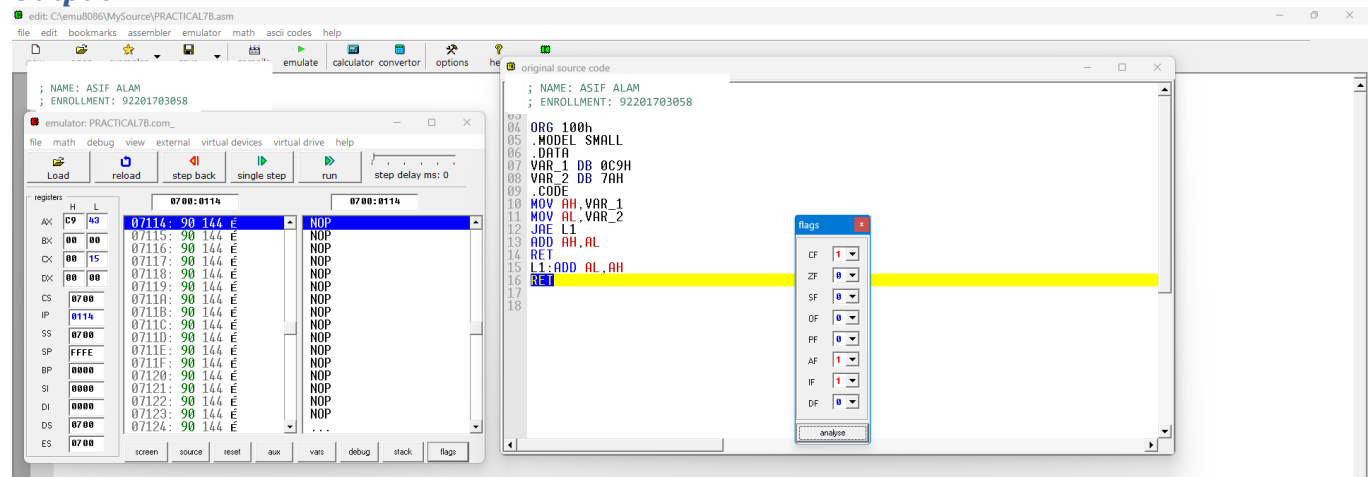 edit: C:\emu8086\MySource\PRACTICAL7B.asm
file edit bookmarks assembler emulator math ascii codes help
emulate calculator convertor options
; NAME: ASIF ALAM
; ENROLLMENT: 92201703058
emulator: PRACTICAL7B.com_
file math debug view external virtual devices virtual drive help
Load reload step back single step run step delay ms: 0
registers
H L
0700:0114 0700:0114
AX C9 43
BX 00 00
CX 00 15
DX 00 00
CS 0700
IP 0114
SS 0700
SP FFFE
BP 0000
SI 0000
DI 0000
DS 0700
ES 0700
07114: 90 144 É NOP
07115: 90 144 É NOP
07116: 90 144 É NOP
07117: 90 144 É NOP
07118: 90 144 É NOP
07119: 90 144 É NOP
0711A: 90 144 É NOP
0711B: 90 144 É NOP
0711C: 90 144 É NOP
0711D: 90 144 É NOP
0711E: 90 144 É NOP
0711F: 90 144 É NOP
07120: 90 144 É NOP
07121: 90 144 É NOP
07122: 90 144 É NOP
07123: 90 144 É NOP
07124: 90 144 É ...
screen source reset aux vars debug stack flags
original source code
; NAME: ASIF ALAM
; ENROLLMENT: 92201703058
04 ORG 100h
05 .MODEL SMALL
06 .DATA
07 VAR_1 DB 0C9H
08 VAR_2 DB 7AH
09 .CODE
10 MOV AH,VAR_1
11 MOV AL,VAR_2
12 JAE L1
13 ADD AH,AL
14 RET
15 L1:ADD AL,AH
16 RET
17
18
flags
CF 1
ZF 0
SF 0
OF 0
PF 0
AF 1
IF 1
DF 0
analyse